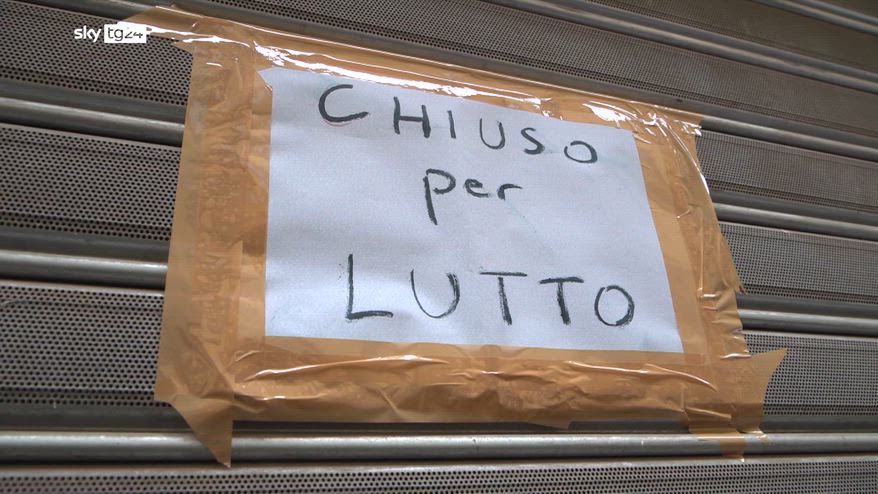 sky tg24
CHIUSO
per
LUTTO